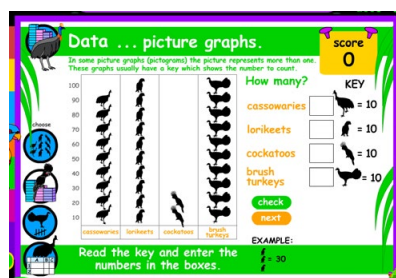 Data ... picture graphs.
In some picture graphs (pictograms) the picture represents more than one.
These graphs usually have a key which shows the number to count.
score
0
How many?
KEY
choose
100
90
80
70
60
50
40
30
20
10
cassowaries
lorikeets
cockatoos
brush
turkeys
cassowaries
= 10
lorikeets
= 10
cockatoos
= 10
brush
turkeys
= 10
check
next
Read the key and enter the
numbers in the boxes.
EXAMPLE:
= 30